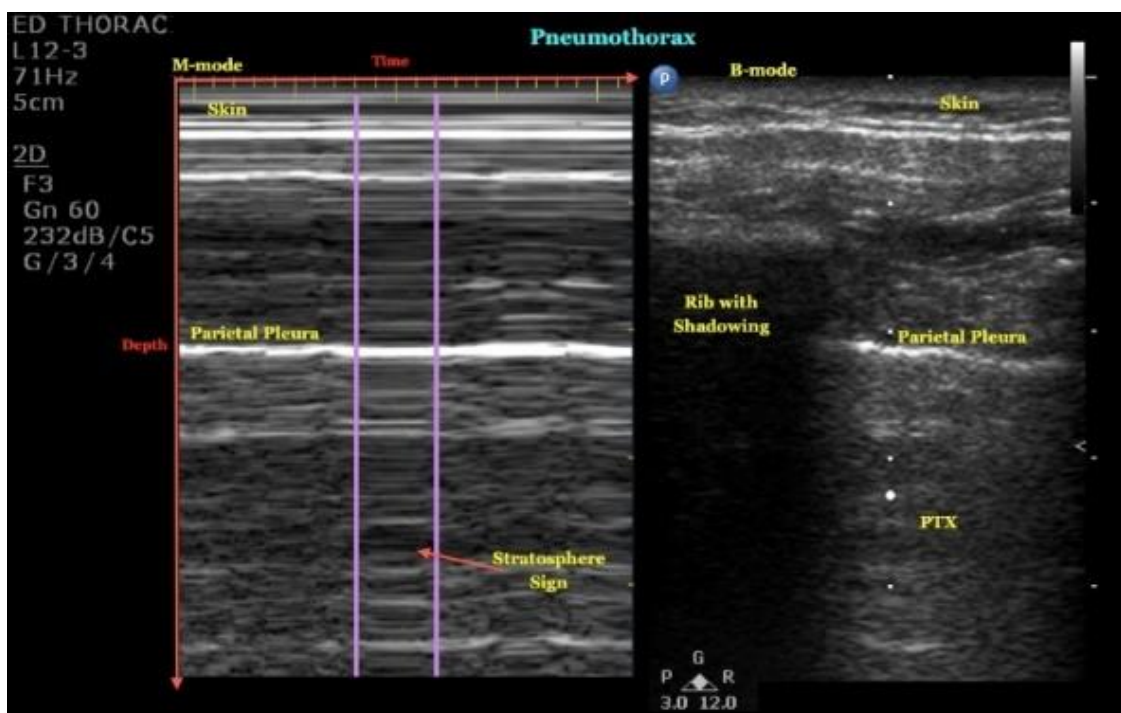 ED THORAC
L12-3
71Hz
5cm
2D
F3
Gn 60
232dB/C5
G/3/4
Pneumothorax
M-mode
Time
Skin
Parietal Pleura
Depth
Stratosphere
Sign
P
B-mode
Skin
Rib with
Shadowing
Parietal Pleura
PTX
G
P R
3.0 12.0